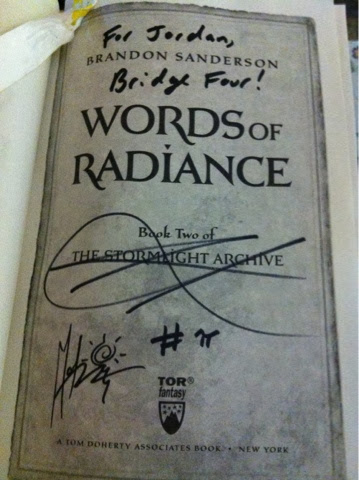 For Jordan,
BRANDON SANDERSON
Bridge Four!
WORDS OF
RADIANCE
Book Two of
THE STORMLIGHT ARCHIVE
# π
TOR®
fantasy
A TOM DOHERTY ASSOCIATES BOOK • NEW YORK